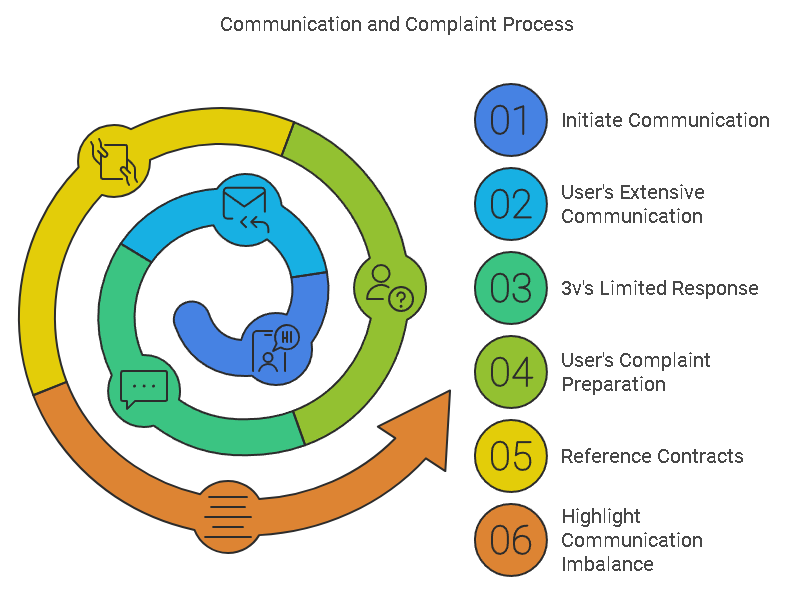 Communication and Complaint Process
HI
?
01
Initiate Communication
02
User's Extensive
Communication
03
3v's Limited Response
04
User's Complaint
Preparation
05
Reference Contracts
06
Highlight
Communication
Imbalance